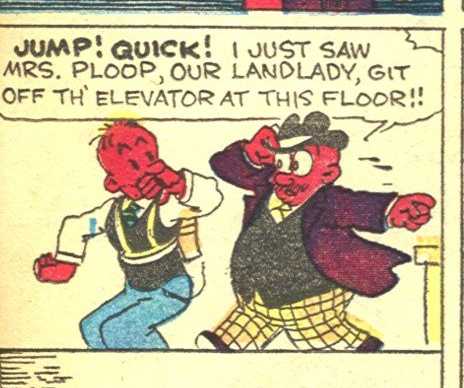 JUMP! QUICK! I JUST SAW
MRS. PLOOP, OUR LANDLADY, GIT
OFF TH' ELEVATOR AT THIS FLOOR!!